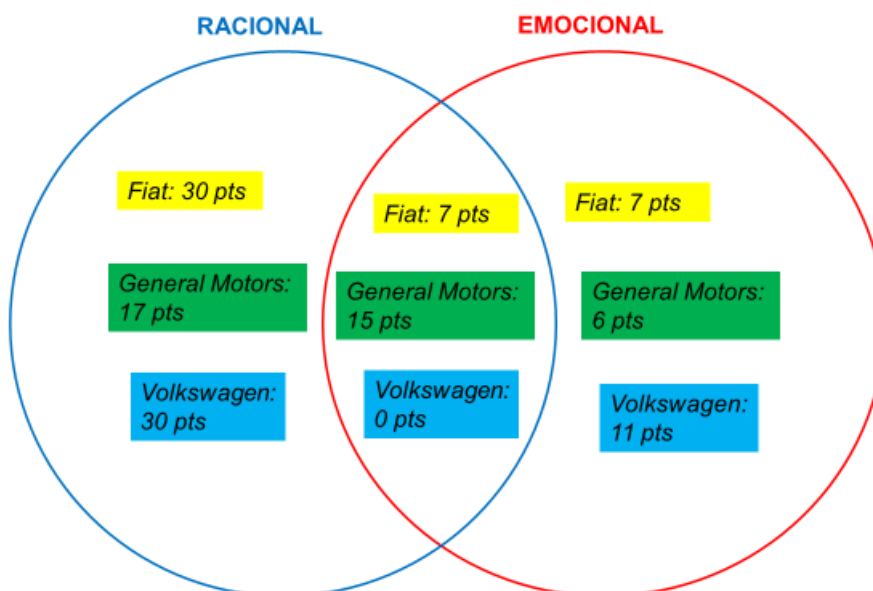 RACIONAL
EMOCIONAL
Fiat: 30 pts
Fiat: 7 pts
Fiat: 7 pts
General Motors:
17 pts
General Motors:
15 pts
General Motors:
6 pts
Volkswagen:
30 pts
Volkswagen:
0 pts
Volkswagen:
11 pts